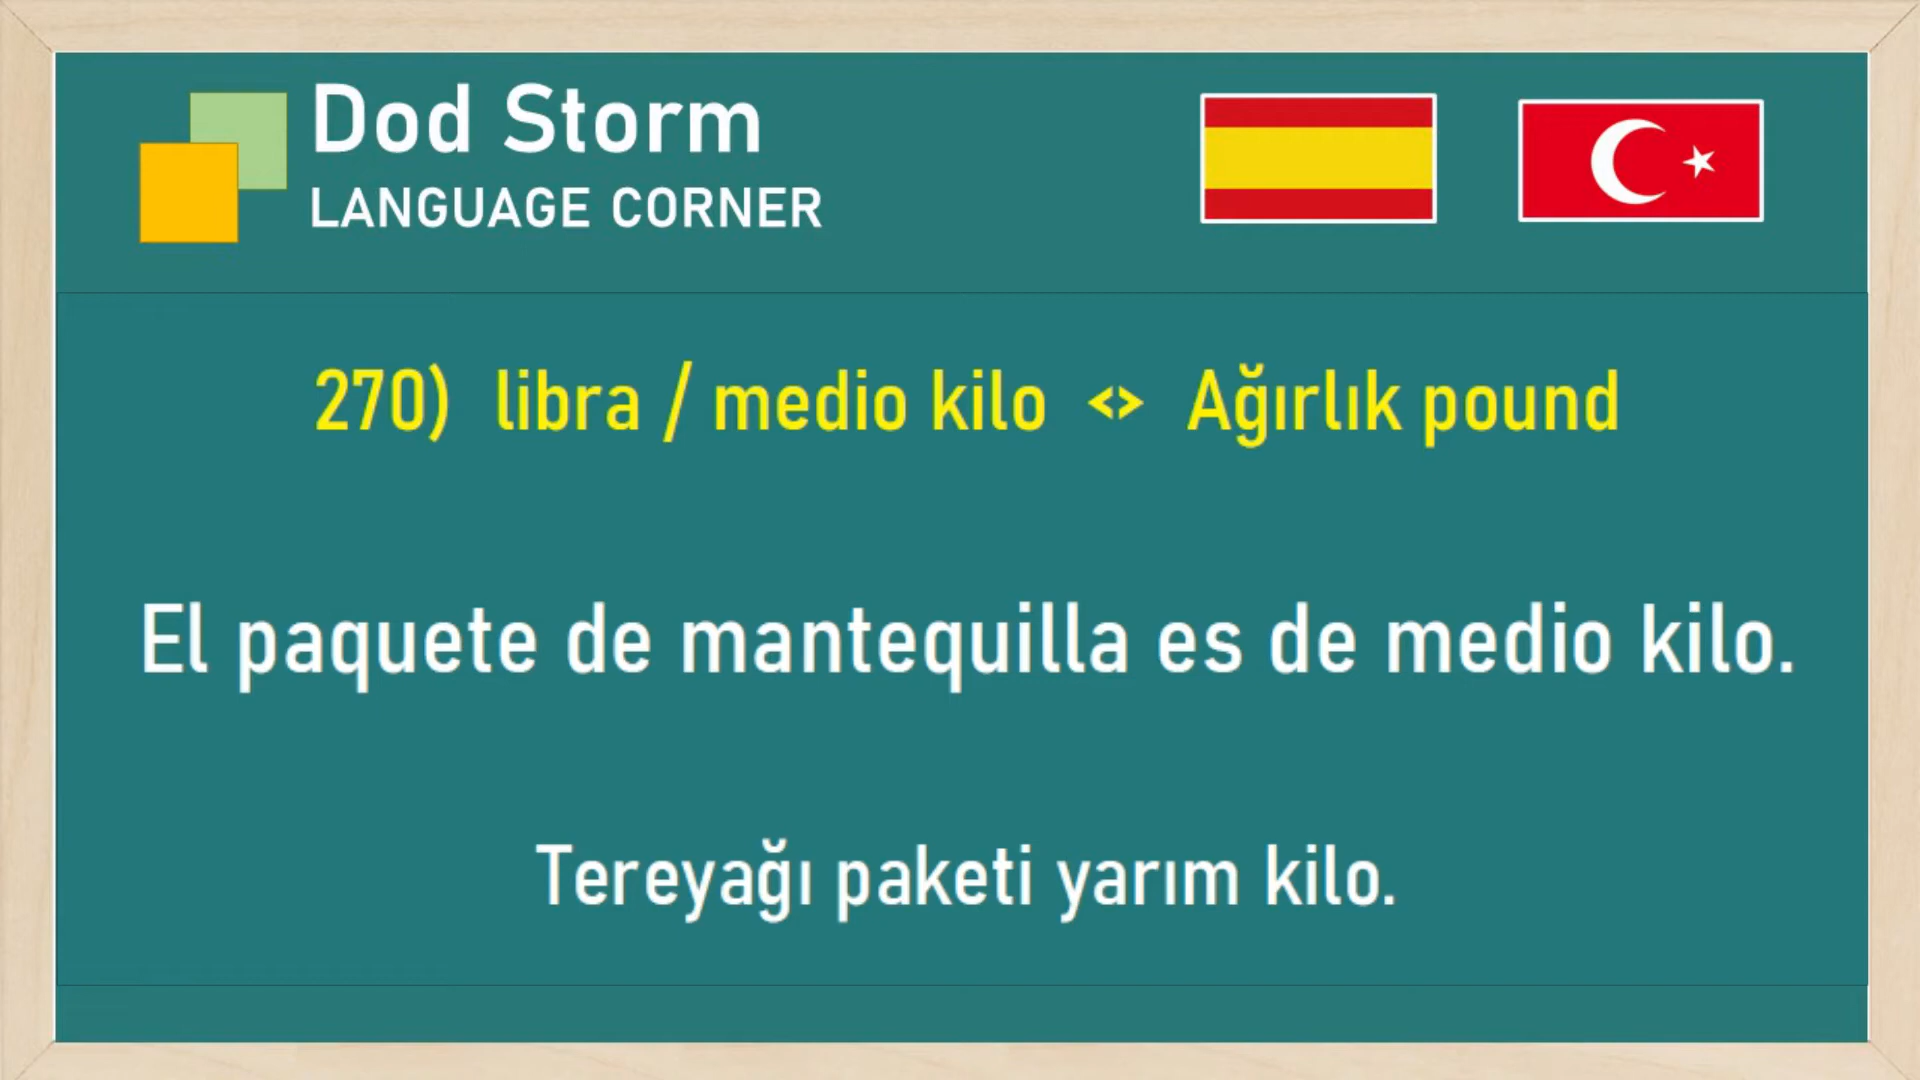 Dod Storm
LANGUAGE CORNER
270) libra / medio kilo <> Ağırlık pound
El paquete de mantequilla es de medio kilo.
Tereyağı paketi yarım kilo.